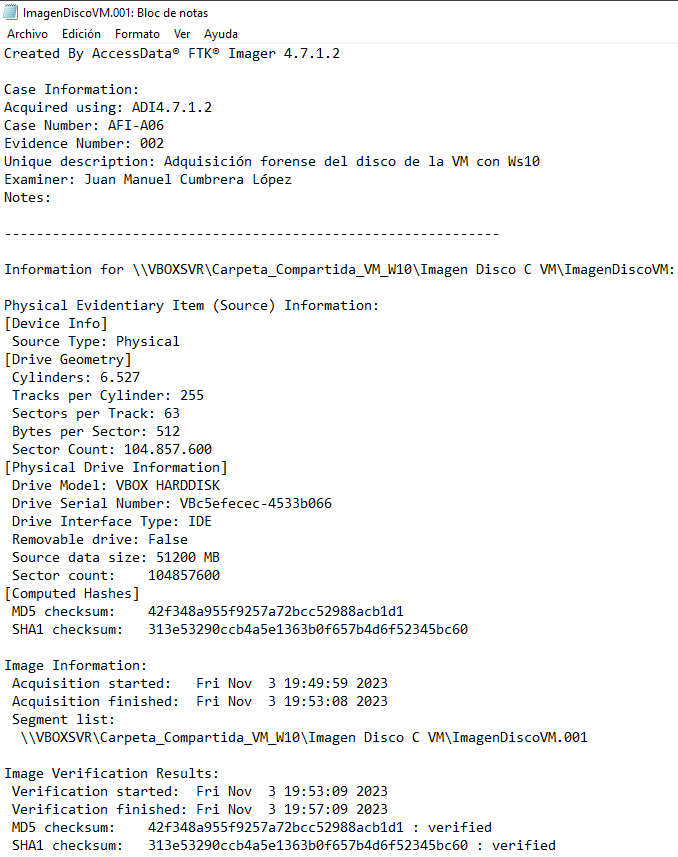 ImagenDiscoVM.001: Bloc de notas
Archivo Edición Formato Ver Ayuda
Created By AccessData® FTK® Imager 4.7.1.2
Case Information:
Acquired using: ADI4.7.1.2
Case Number: AFI-A06
Evidence Number: 002
Unique description: Adquisición forense del disco de la VM con Ws10
Examiner: Juan Manuel Cumbrera López
Notes:
--------------------------------------------------------------
Information for \\VBOXSVR\Carpeta_Compartida_VM_W10\Imagen Disco C VM\ImagenDiscoVM:
Physical Evidentiary Item (Source) Information:
[Device Info]
Source Type: Physical
[Drive Geometry]
Cylinders: 6.527
Tracks per Cylinder: 255
Sectors per Track: 63
Bytes per Sector: 512
Sector Count: 104.857.600
[Physical Drive Information]
Drive Model: VBOX HARDDISK
Drive Serial Number: VBc5efecec-4533b066
Drive Interface Type: IDE
Removable drive: False
Source data size: 51200 MB
Sector count:    104857600
[Computed Hashes]
MD5 checksum:    42f348a955f9257a72bcc52988acb1d1
SHA1 checksum:   313e53290ccb4a5e1363b0f657b4d6f52345bc60
Image Information:
Acquisition started:   Fri Nov  3 19:49:59 2023
Acquisition finished:  Fri Nov  3 19:53:08 2023
Segment list:
\\VBOXSVR\Carpeta_Compartida_VM_W10\Imagen Disco C VM\ImagenDiscoVM.001
Image Verification Results:
Verification started:  Fri Nov  3 19:53:09 2023
Verification finished: Fri Nov  3 19:57:09 2023
MD5 checksum:    42f348a955f9257a72bcc52988acb1d1 : verified
SHA1 checksum:   313e53290ccb4a5e1363b0f657b4d6f52345bc60 : verified